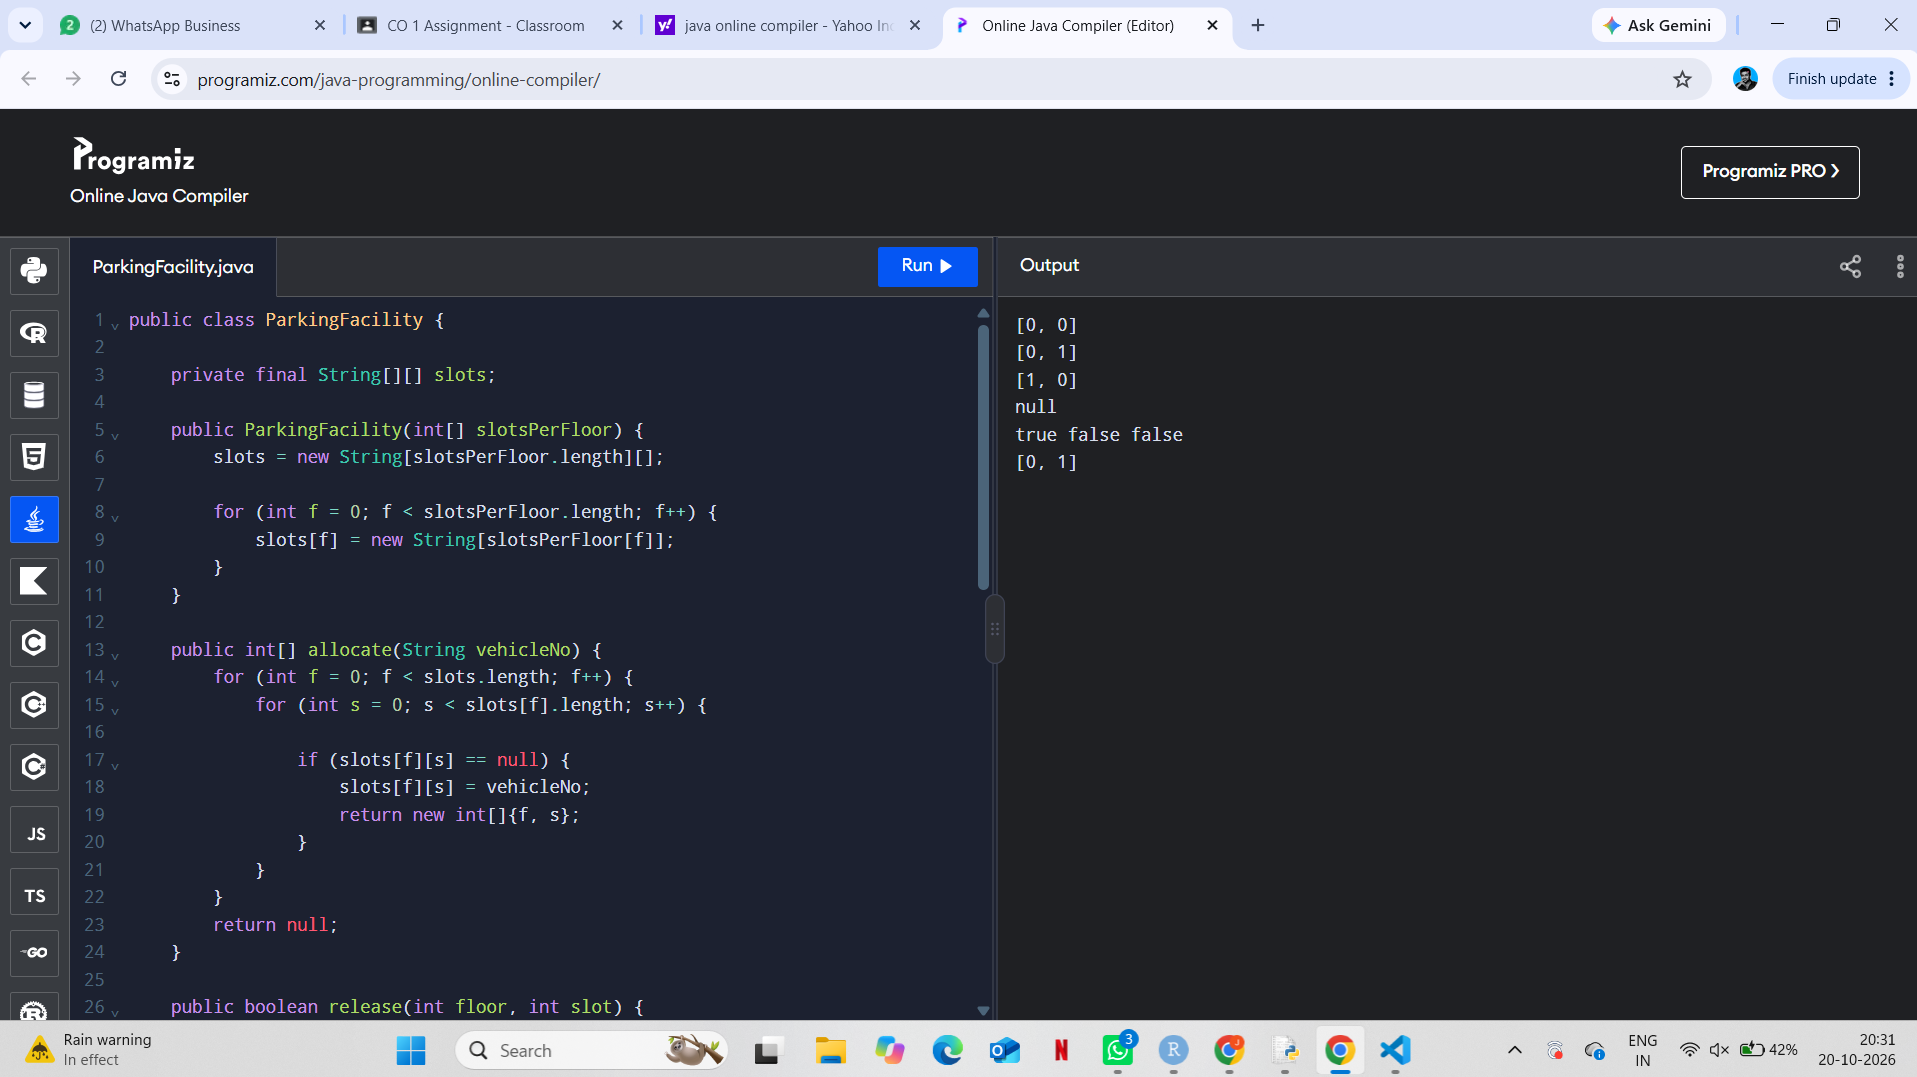 (2) WhatsApp Business
CO 1 Assignment - Classroom
java online compiler - Yahoo In
Online Java Compiler (Editor)
Ask Gemini
programiz.com/java-programming/online-compiler/
Finish update
Programiz
Online Java Compiler
Programiz PRO
ParkingFacility.java
Run
Output
1 public class ParkingFacility {
2
3 private final String[][] slots;
4
5 public ParkingFacility(int[] slotsPerFloor) {
6 slots = new String[slotsPerFloor.length][];
7
8 for (int f = 0; f < slotsPerFloor.length; f++) {
9 slots[f] = new String[slotsPerFloor[f]];
10 }
11 }
12
13 public int[] allocate(String vehicleNo) {
14 for (int f = 0; f < slots.length; f++) {
15 for (int s = 0; s < slots[f].length; s++) {
16
17 if (slots[f][s] == null) {
18 slots[f][s] = vehicleNo;
19 return new int[]{f, s};
20 }
21 }
22 }
23 return null;
24 }
25
26 public boolean release(int floor, int slot) {
[0, 0]
[0, 1]
[1, 0]
null
true false false
[0, 1]
JS
TS
GO
Rain warning
In effect
Search
3
ENG
IN
42%
20:31
20-10-2026